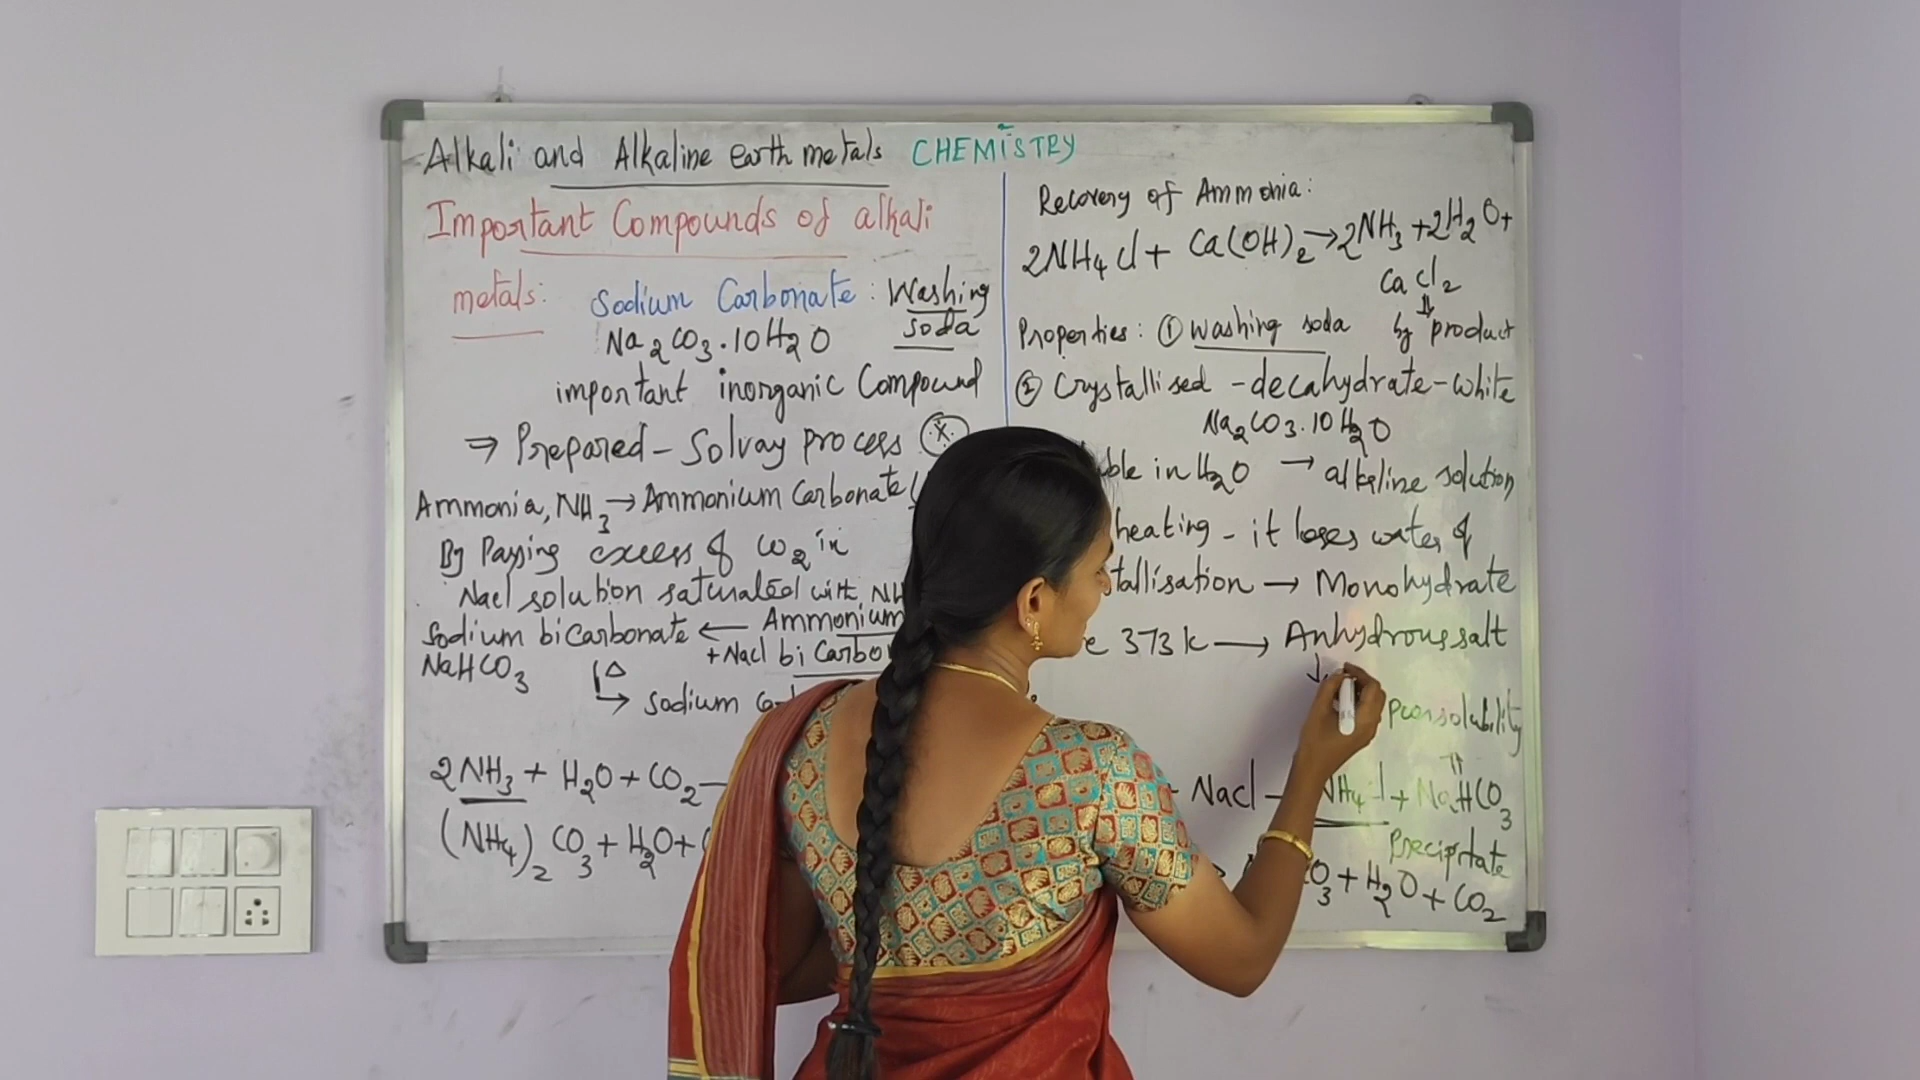 Alkali and Alkaline earth metals CHEMISTRY
Important Compounds of alkali
metals: Sodium Carbonate: Washing
soda
Na2CO3.10H2O
important inorganic Compound
⇒ Prepared - Solvay process (*)
Ammonia, NH3 → Ammonium Carbonate
By Passing excess of CO2 in
Nacl solution saturated with
Sodium bicarbonate ← Ammonium
+Nacl bi
NaHCO3
Δ
↳ sodium
2NH3 + H2O + CO2
(NH4)2 CO3 + H2O +
Recovery of Ammonia:
2NH4Cl + Ca(OH)2 → 2NH3 + 2H2O +
CaCl2
⇓
Properties: ① washing soda by product
② Crystallised - decahydrate - white
Na2CO3.10H2O
in H2O → alkaline solution
heating - it loses water of
→ Monohydrate
373 K → Anhydrous salt
↓
Poor solubility
⇑
Nacl - NH4Cl + NaHCO3
Precipitate
+ H2O + CO2